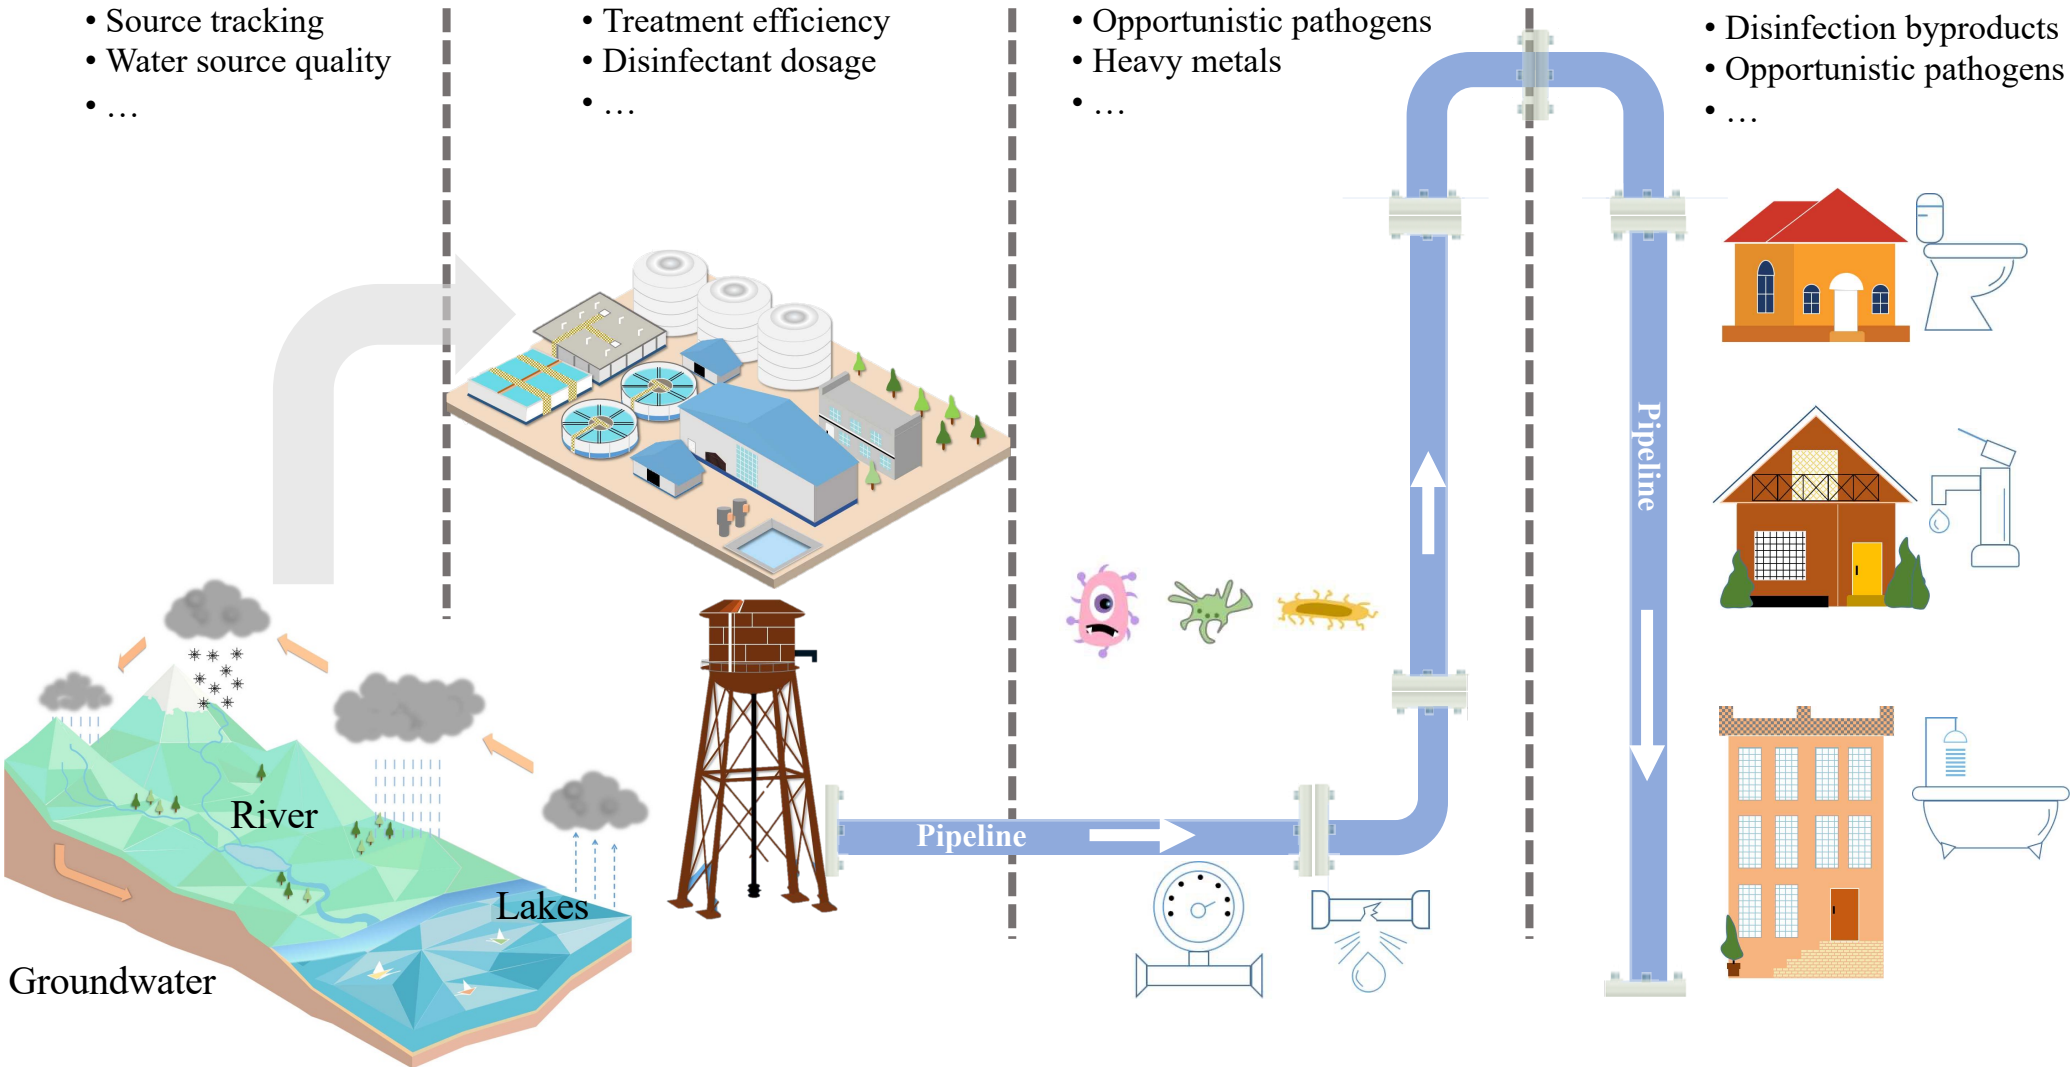 • Source tracking
• Water source quality
• …
• Treatment efficiency
• Disinfectant dosage
• …
• Opportunistic pathogens
• Heavy metals
• …
• Disinfection byproducts
• Opportunistic pathogens
• …
River
Lakes
Groundwater
Pipeline
Pipeline